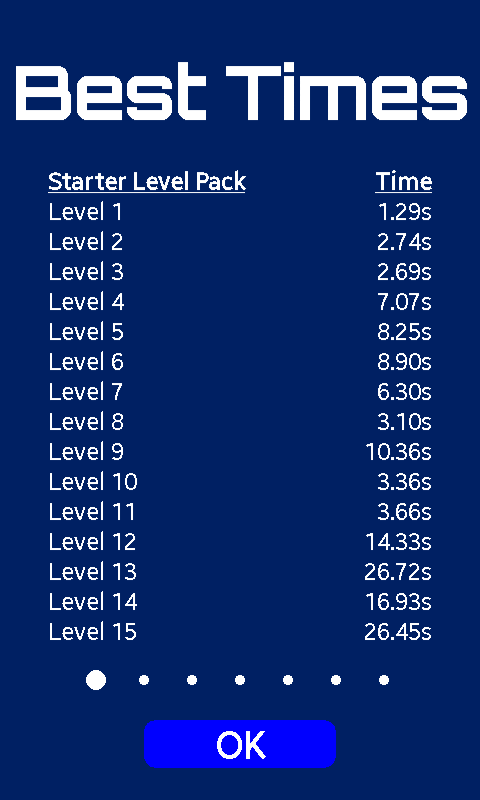 Best Times
Starter Level Pack Time
Level 1 1.29s
Level 2 2.74s
Level 3 2.69s
Level 4 7.07s
Level 5 8.25s
Level 6 8.90s
Level 7 6.30s
Level 8 3.10s
Level 9 10.36s
Level 10 3.36s
Level 11 3.66s
Level 12 14.33s
Level 13 26.72s
Level 14 16.93s
Level 15 26.45s
OK